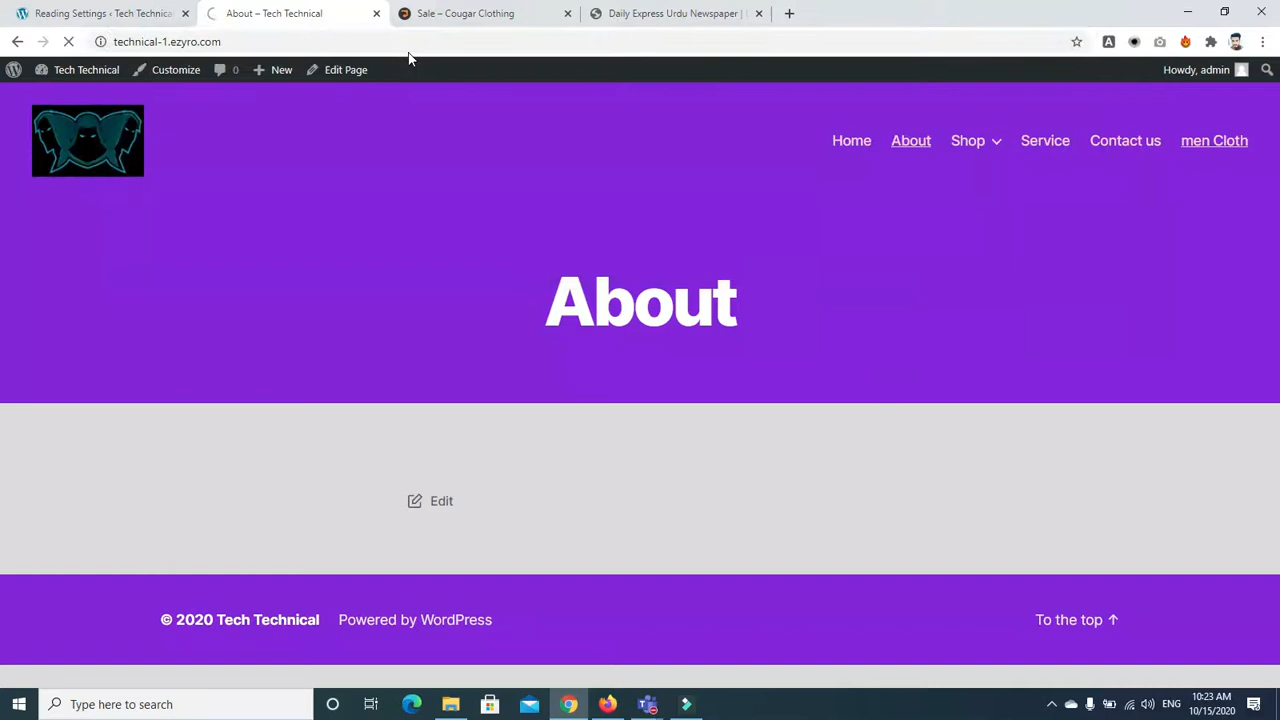 Reading Settings ‹ Tech Technica
About – Tech Technical
Sale – Cougar Clothing
Daily Express Urdu Newspaper |
technical-1.ezyro.com
Tech Technical
Customize
0
New
Edit Page
Howdy, admin
Home
About
Shop
Service
Contact us
men Cloth
About
Edit
© 2020 Tech Technical
Powered by WordPress
To the top ↑
Type here to search
ENG
10:23 AM
10/15/2020